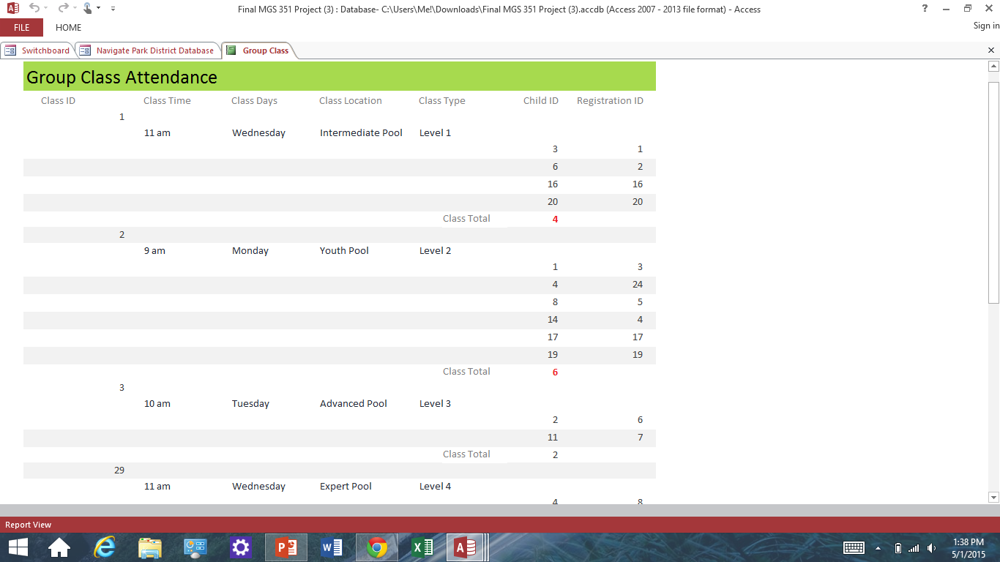 Final MGS 351 Project (3) : Database- C:\Users\Me!\Downloads\Final MGS 351 Project (3).accdb (Access 2007 - 2013 file format) - Access
FILE HOME Sign in
Switchboard Navigate Park District Database Group Class
Group Class Attendance
Class ID Class Time Class Days Class Location Class Type Child ID Registration ID
1
11 am Wednesday Intermediate Pool Level 1
3 1
6 2
16 16
20 20
Class Total 4
2
9 am Monday Youth Pool Level 2
1 3
4 24
8 5
14 4
17 17
19 19
Class Total 6
3
10 am Tuesday Advanced Pool Level 3
2 6
11 7
Class Total 2
29
11 am Wednesday Expert Pool Level 4
4 8
Report View
1:38 PM
5/1/2015